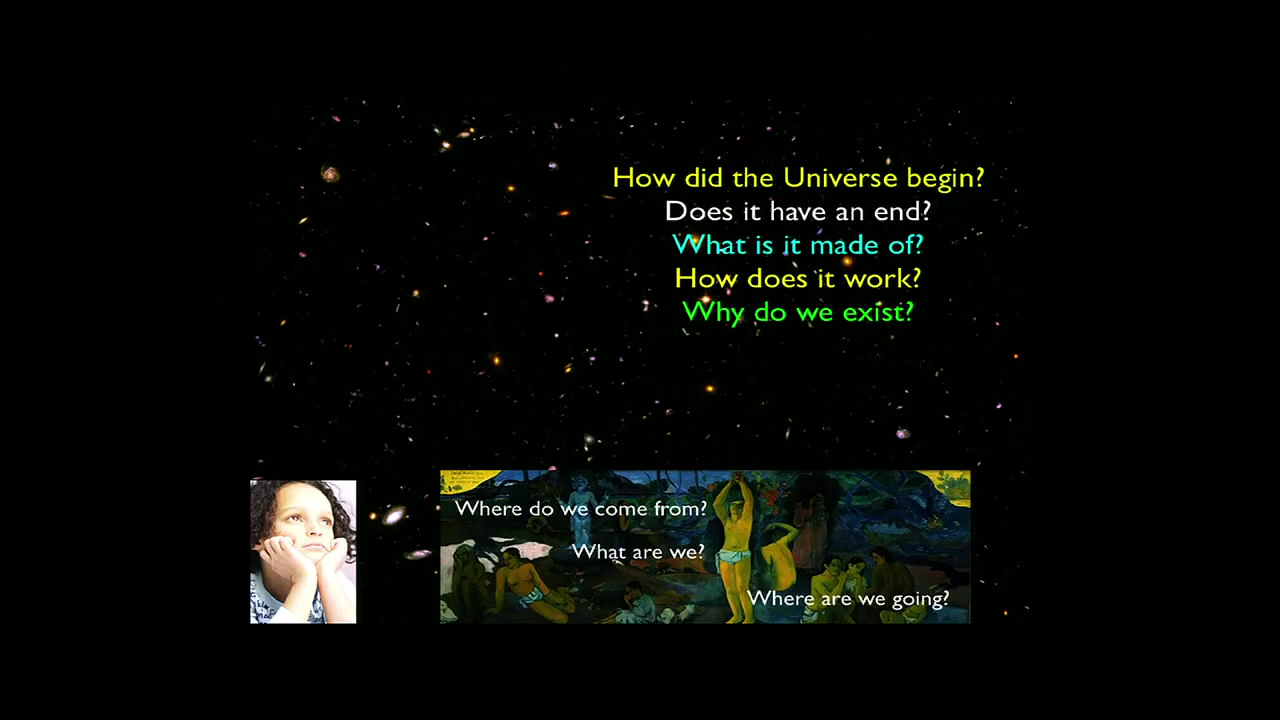 How did the Universe begin?
Does it have an end?
What is it made of?
How does it work?
Why do we exist?
Where do we come from?
What are we?
Where are we going?